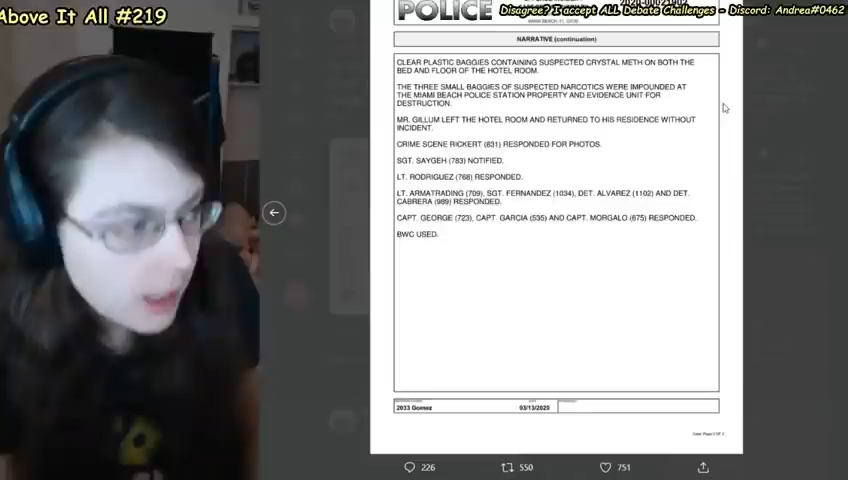 Above It All #219
Disagree? I accept ALL Debate Challenges - Discord: Andrea#0462
POLICE
NARRATIVE (continuation)
CLEAR PLASTIC BAGGIES CONTAINING SUSPECTED CRYSTAL METH ON BOTH THE
BED AND FLOOR OF THE HOTEL ROOM.
THE THREE SMALL BAGGIES OF SUSPECTED NARCOTICS WERE IMPOUNDED AT
THE MIAMI BEACH POLICE STATION PROPERTY AND EVIDENCE UNIT FOR
DESTRUCTION.
MR. GILLUM LEFT THE HOTEL ROOM AND RETURNED TO HIS RESIDENCE WITHOUT
INCIDENT.
CRIME SCENE RICKERT (831) RESPONDED FOR PHOTOS.
SGT. SAYGEH (783) NOTIFIED.
LT. RODRIGUEZ (768) RESPONDED.
LT. ARMATRADING (709), SGT. FERNANDEZ (1034), DET. ALVAREZ (1102) AND DET.
CABRERA (989) RESPONDED.
CAPT. GEORGE (723), CAPT. GARCIA (535) AND CAPT. MORGALO (675) RESPONDED.
BWC USED.
2033 Gomez 03/13/2020
226 550 751